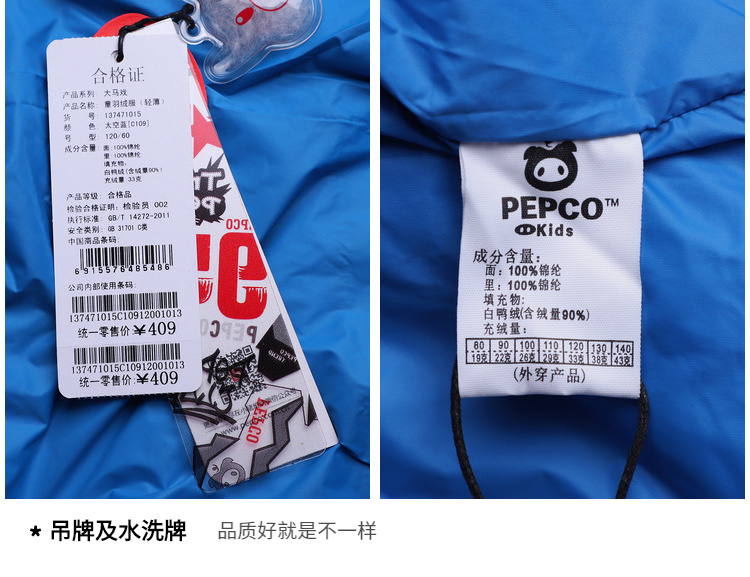 合格证
产品系列: 大马戏
产品名称: 童羽绒服（轻薄）
货 号: 137471015
颜 色: 太空蓝[C109]
号 型: 120/60
成分含量: 面:100%锦纶
里:100%锦纶
填充物:
白鸭绒(含绒量90%)
充绒量: 33克
产品等级: 合格品
检验合格证明: 检验员 002
执行标准: GB/T 14272-2011
安全类别: GB 31701 C类
中国商品条码:
6915576485486
公司内部使用条码:
137471015C10912001013
统一零售价:￥409
137471015C10912001013
统一零售价:￥409
PEPCO
PEPCO
PEPCO
PEPCO™
Kids
成分含量:
面: 100%锦纶
里: 100%锦纶
填充物:
白鸭绒(含绒量90%)
充绒量:
80 90 100 110 120 130 140
19克 22克 26克 29克 33克 38克 43克
(外穿产品)
* 吊牌及水洗牌 品质好就是不一样